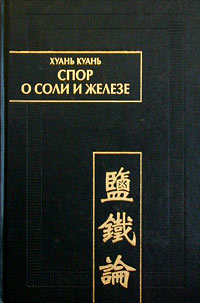 ХУАНЬ КУАНЬ
СПОР
О СОЛИ И ЖЕЛЕЗЕ
鹽
鐵
論